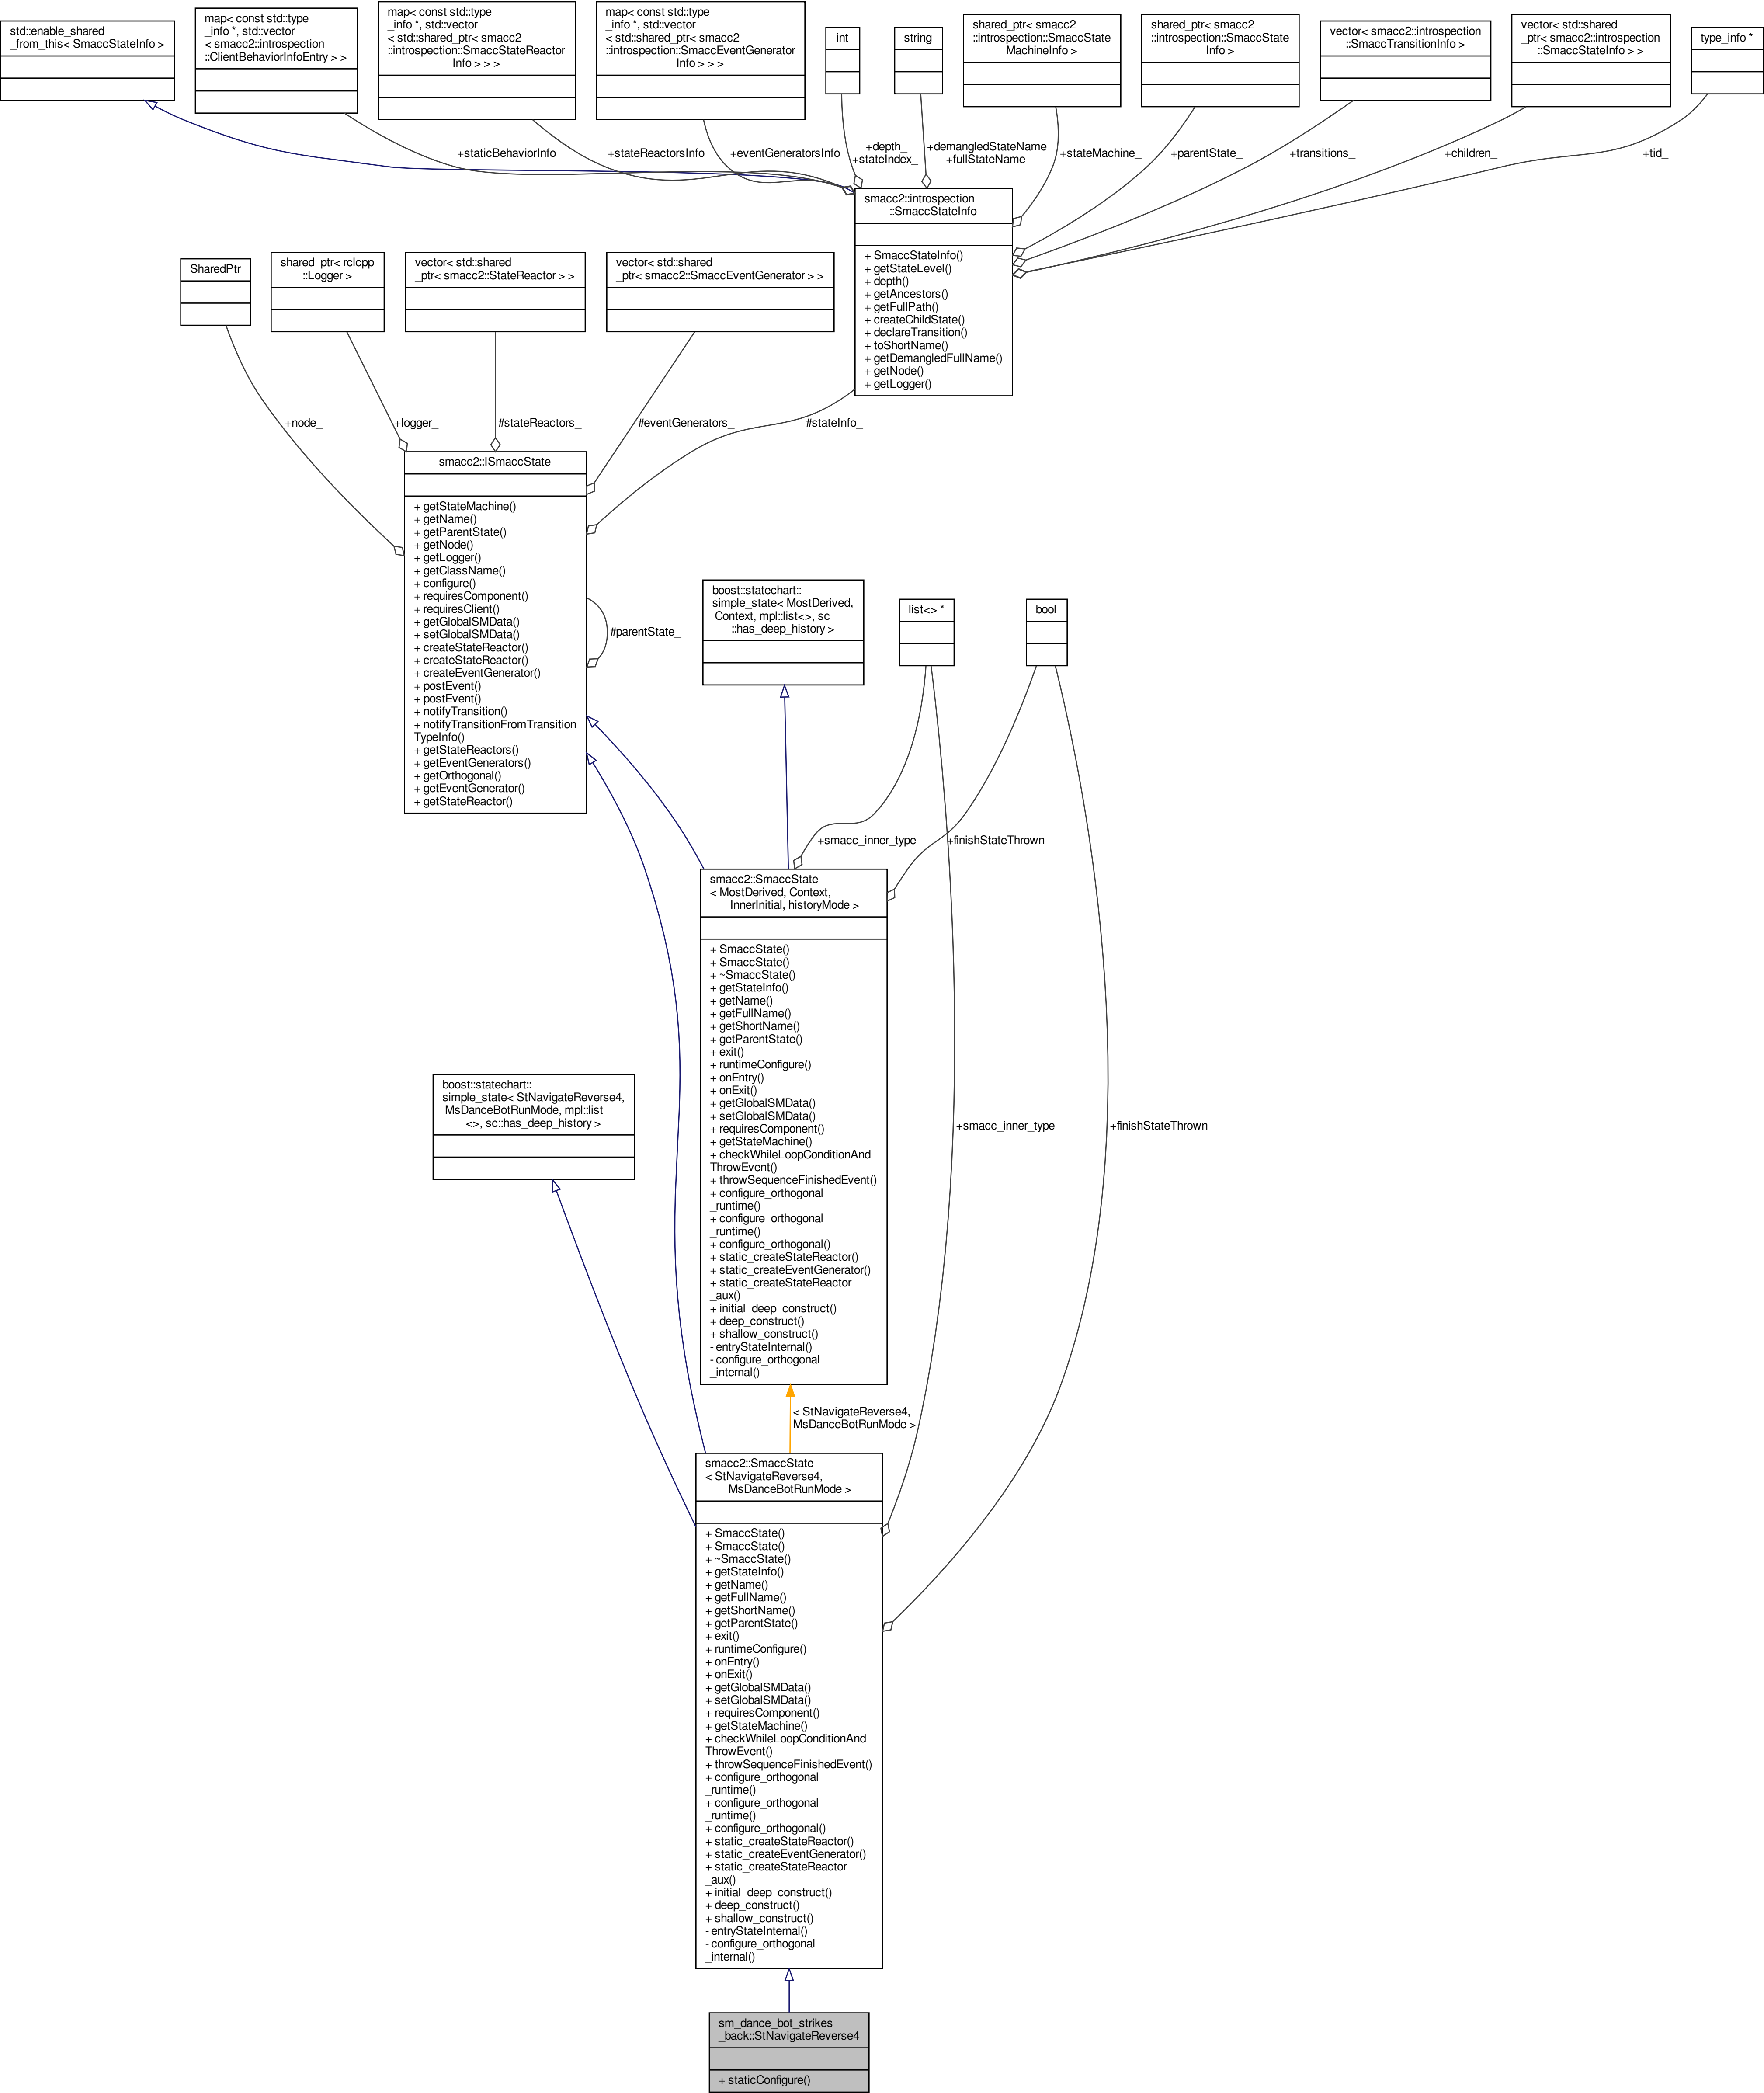 std::enable_shared
_from_this< SmaccStateInfo >
map< const std::type
_info *, std::vector
< smacc2::introspection
::ClientBehaviorInfoEntry > >
map< const std::type
_info *, std::vector
< std::shared_ptr< smacc2
::introspection::SmaccStateReactor
Info > > >
map< const std::type
_info *, std::vector
< std::shared_ptr< smacc2
::introspection::SmaccEventGenerator
Info > > >
int
string
shared_ptr< smacc2
::introspection::SmaccState
MachineInfo >
shared_ptr< smacc2
::introspection::SmaccState
Info >
vector< smacc2::introspection
::SmaccTransitionInfo >
vector< std::shared
_ptr< smacc2::introspection
::SmaccStateInfo > >
type_info *
+staticBehaviorInfo
+stateReactorsInfo
+eventGeneratorsInfo
+depth_
+stateIndex_
+demangledStateName
+fullStateName
+stateMachine_
+parentState_
+transitions_
+children_
+tid_
smacc2::introspection
::SmaccStateInfo
+ SmaccStateInfo()
+ getStateLevel()
+ depth()
+ getAncestors()
+ getFullPath()
+ createChildState()
+ declareTransition()
+ toShortName()
+ getDemangledFullName()
+ getNode()
+ getLogger()
SharedPtr
shared_ptr< rclcpp
::Logger >
vector< std::shared
_ptr< smacc2::StateReactor > >
vector< std::shared
_ptr< smacc2::SmaccEventGenerator > >
+node_
+logger_
#stateReactors_
#eventGenerators_
#stateInfo_
smacc2::ISmaccState
+ getStateMachine()
+ getName()
+ getParentState()
+ getNode()
+ getLogger()
+ getClassName()
+ configure()
+ requiresComponent()
+ requiresClient()
+ getGlobalSMData()
+ setGlobalSMData()
+ createStateReactor()
+ createStateReactor()
+ createEventGenerator()
+ postEvent()
+ postEvent()
+ notifyTransition()
+ notifyTransitionFromTransition
TypeInfo()
+ getStateReactors()
+ getEventGenerators()
+ getOrthogonal()
+ getEventGenerator()
+ getStateReactor()
#parentState_
boost::statechart::
simple_state< MostDerived,
Context, mpl::list<>, sc
::has_deep_history >
list<> *
bool
+smacc_inner_type
+finishStateThrown
smacc2::SmaccState
< MostDerived, Context,
InnerInitial, historyMode >
+ SmaccState()
+ SmaccState()
+ ~SmaccState()
+ getStateInfo()
+ getName()
+ getFullName()
+ getShortName()
+ getParentState()
+ exit()
+ runtimeConfigure()
+ onEntry()
+ onExit()
+ getGlobalSMData()
+ setGlobalSMData()
+ requiresComponent()
+ getStateMachine()
+ checkWhileLoopConditionAnd
ThrowEvent()
+ throwSequenceFinishedEvent()
+ configure_orthogonal
_runtime()
+ configure_orthogonal
_runtime()
+ configure_orthogonal()
+ static_createStateReactor()
+ static_createEventGenerator()
+ static_createStateReactor
_aux()
+ initial_deep_construct()
+ deep_construct()
+ shallow_construct()
- entryStateInternal()
- configure_orthogonal
_internal()
boost::statechart::
simple_state< StNavigateReverse4,
MsDanceBotRunMode, mpl::list
<>, sc::has_deep_history >
+smacc_inner_type
+finishStateThrown
< StNavigateReverse4,
MsDanceBotRunMode >
smacc2::SmaccState
< StNavigateReverse4,
MsDanceBotRunMode >
+ SmaccState()
+ SmaccState()
+ ~SmaccState()
+ getStateInfo()
+ getName()
+ getFullName()
+ getShortName()
+ getParentState()
+ exit()
+ runtimeConfigure()
+ onEntry()
+ onExit()
+ getGlobalSMData()
+ setGlobalSMData()
+ requiresComponent()
+ getStateMachine()
+ checkWhileLoopConditionAnd
ThrowEvent()
+ throwSequenceFinishedEvent()
+ configure_orthogonal
_runtime()
+ configure_orthogonal
_runtime()
+ configure_orthogonal()
+ static_createStateReactor()
+ static_createEventGenerator()
+ static_createStateReactor
_aux()
+ initial_deep_construct()
+ deep_construct()
+ shallow_construct()
- entryStateInternal()
- configure_orthogonal
_internal()
sm_dance_bot_strikes
_back::StNavigateReverse4
+ staticConfigure()